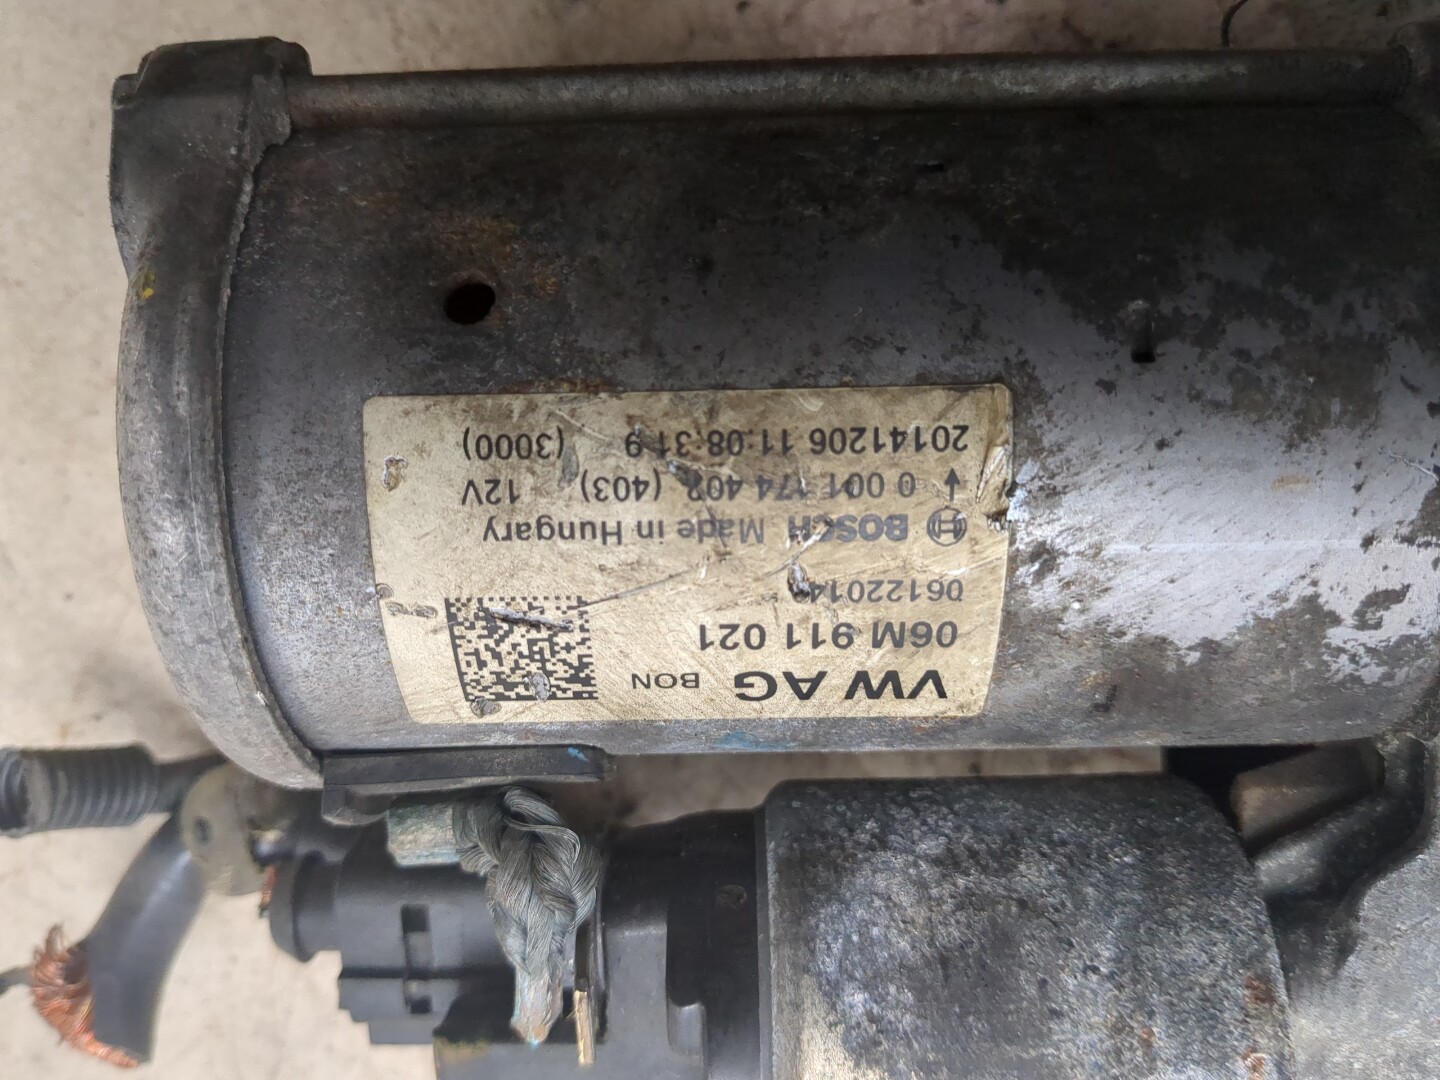 VW AG BON
06M 911 021
BOSCH Made in Hungary
0 001 174 402 (403) 12V
20141206 11:08:31 9 (3000)